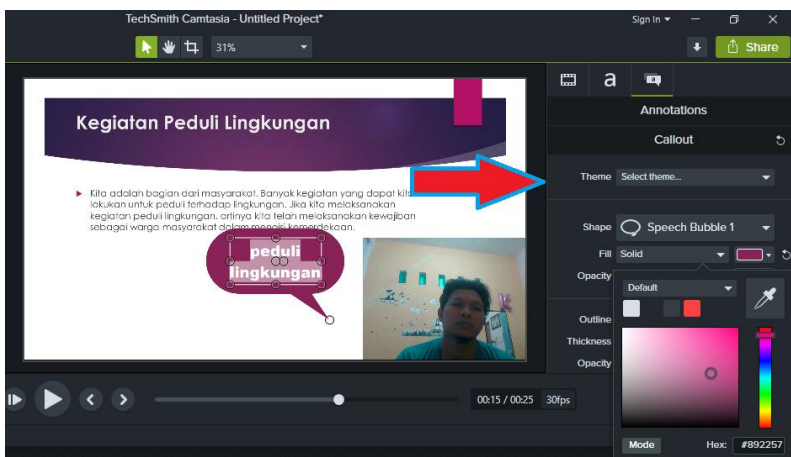 TechSmith Camtasia - Untitled Project*
Sign In
31%
Share
a
a
Annotations
Callout
Kegiatan Peduli Lingkungan
Theme Select theme...
Kita adalah bagian dari masyarakat. Banyak kegiatan yang dapat kita
lakukan untuk peduli terhadap lingkungan. Jika kita melaksanakan
kegiatan peduli lingkungan, artinya kita telah melaksanakan kewajiban
sebagai warga masyarakat dalam mengisi kemerdekaan.
peduli
lingkungan
Shape Speech Bubble 1
Fill Solid
Opacity
Default
Outline
Thickness
Opacity
00:15 / 00:25 30fps
Mode Hex: #892257